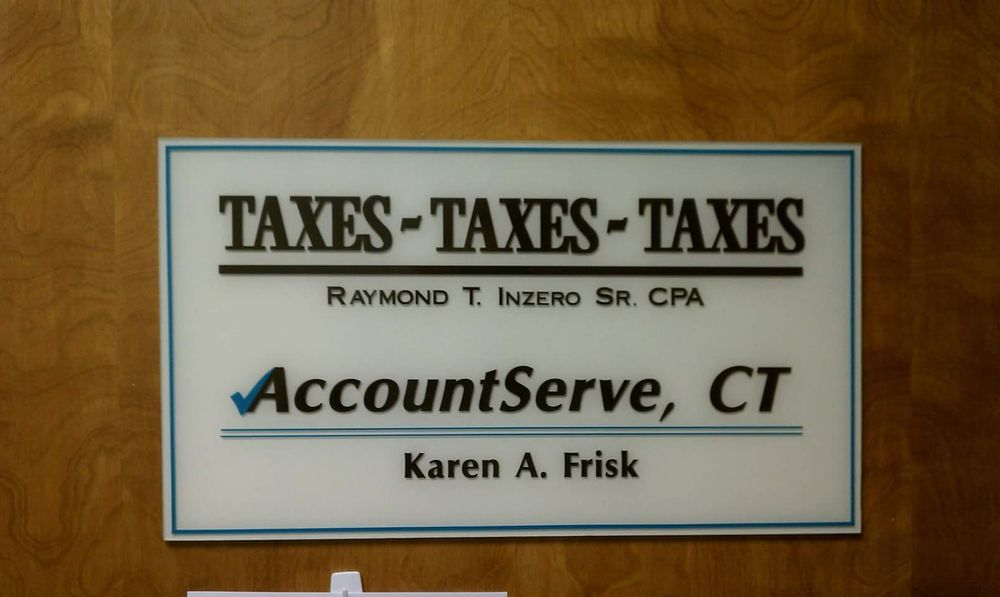 TAXES-TAXES-TAXES
RAYMOND T. INZERO SR. CPA
AccountServe, CT
Karen A. Frisk